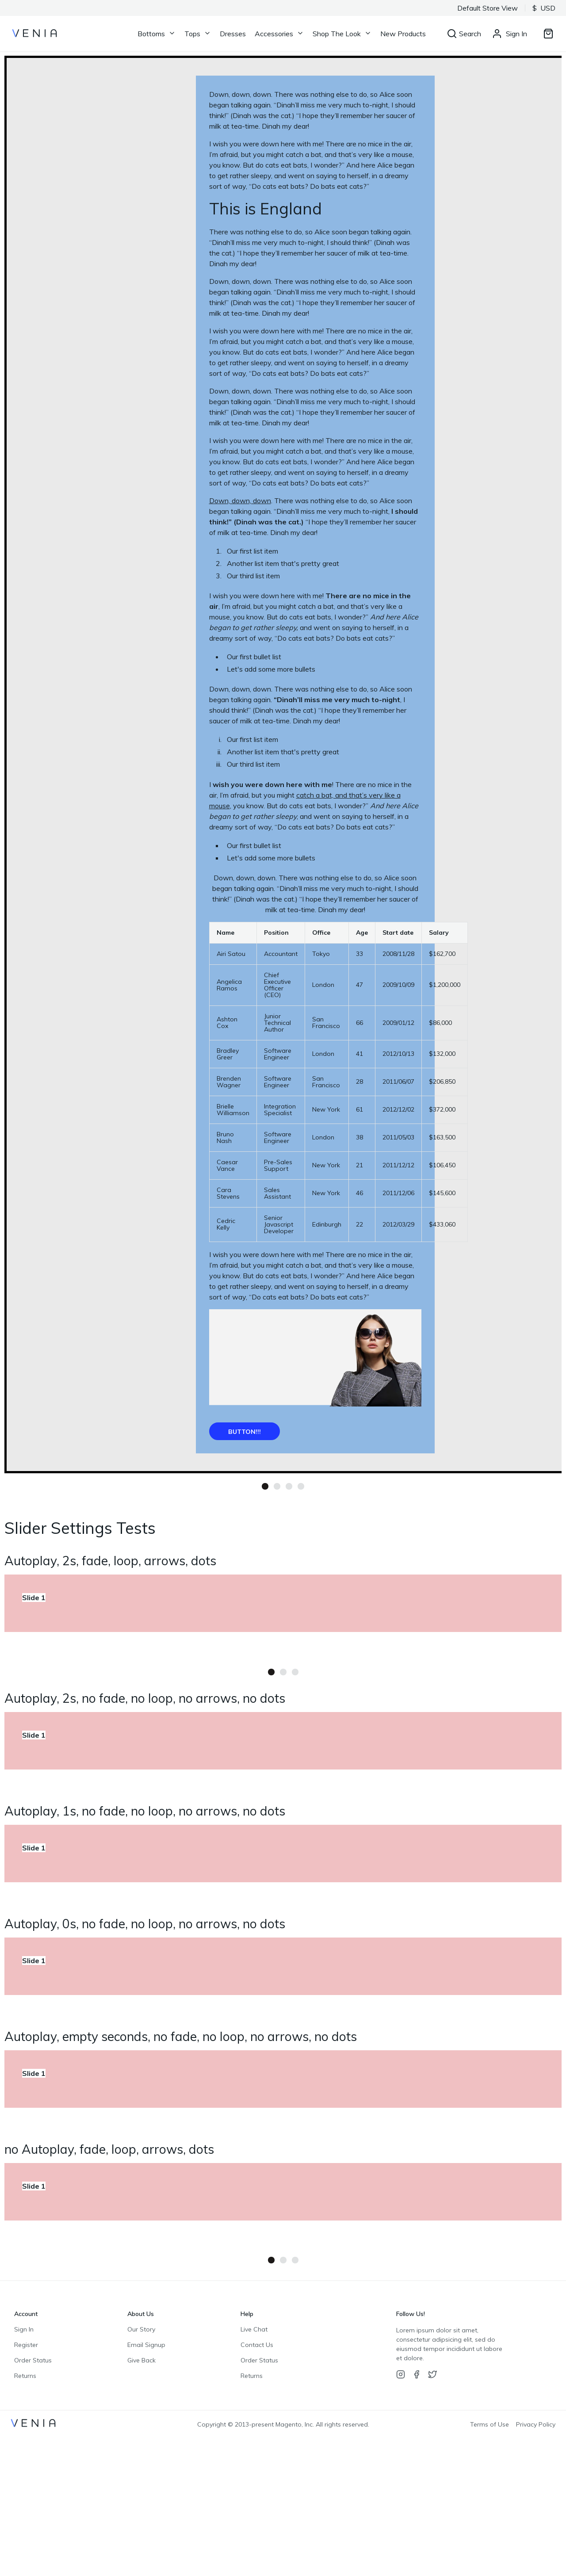 Default Store View $ USD
VENIA Bottoms Tops Dresses Accessories Shop The Look New Products Search Sign In
Down, down, down. There was nothing else to do, so Alice soon
began talking again. “Dinah’ll miss me very much to-night, I should
think!” (Dinah was the cat.) “I hope they’ll remember her saucer of
milk at tea-time. Dinah my dear!
I wish you were down here with me! There are no mice in the air,
I’m afraid, but you might catch a bat, and that’s very like a mouse,
you know. But do cats eat bats, I wonder?” And here Alice began
to get rather sleepy, and went on saying to herself, in a dreamy
sort of way, “Do cats eat bats? Do bats eat cats?”
This is England
There was nothing else to do, so Alice soon began talking again.
“Dinah’ll miss me very much to-night, I should think!” (Dinah was
the cat.) “I hope they’ll remember her saucer of milk at tea-time.
Dinah my dear!
Down, down, down. There was nothing else to do, so Alice soon
began talking again. “Dinah’ll miss me very much to-night, I should
think!” (Dinah was the cat.) “I hope they’ll remember her saucer of
milk at tea-time. Dinah my dear!
I wish you were down here with me! There are no mice in the air,
I’m afraid, but you might catch a bat, and that’s very like a mouse,
you know. But do cats eat bats, I wonder?” And here Alice began
to get rather sleepy, and went on saying to herself, in a dreamy
sort of way, “Do cats eat bats? Do bats eat cats?”
Down, down, down. There was nothing else to do, so Alice soon
began talking again. “Dinah’ll miss me very much to-night, I should
think!” (Dinah was the cat.) “I hope they’ll remember her saucer of
milk at tea-time. Dinah my dear!
I wish you were down here with me! There are no mice in the air,
I’m afraid, but you might catch a bat, and that’s very like a mouse,
you know. But do cats eat bats, I wonder?” And here Alice began
to get rather sleepy, and went on saying to herself, in a dreamy
sort of way, “Do cats eat bats? Do bats eat cats?”
Down, down, down. There was nothing else to do, so Alice soon
began talking again. “Dinah’ll miss me very much to-night, I should
think!” (Dinah was the cat.) “I hope they’ll remember her saucer
of milk at tea-time. Dinah my dear!
1. Our first list item
2. Another list item that's pretty great
3. Our third list item
I wish you were down here with me! There are no mice in the
air, I’m afraid, but you might catch a bat, and that’s very like a
mouse, you know. But do cats eat bats, I wonder?” And here Alice
began to get rather sleepy, and went on saying to herself, in a
dreamy sort of way, “Do cats eat bats? Do bats eat cats?”
• Our first bullet list
• Let's add some more bullets
Down, down, down. There was nothing else to do, so Alice soon
began talking again. “Dinah’ll miss me very much to-night, I
should think!” (Dinah was the cat.) “I hope they’ll remember her
saucer of milk at tea-time. Dinah my dear!
i. Our first list item
ii. Another list item that's pretty great
iii. Our third list item
I wish you were down here with me! There are no mice in the
air, I’m afraid, but you might catch a bat, and that’s very like a
mouse, you know. But do cats eat bats, I wonder?” And here Alice
began to get rather sleepy, and went on saying to herself, in a
dreamy sort of way, “Do cats eat bats? Do bats eat cats?”
• Our first bullet list
• Let's add some more bullets
Down, down, down. There was nothing else to do, so Alice soon
began talking again. “Dinah’ll miss me very much to-night, I should
think!” (Dinah was the cat.) “I hope they’ll remember her saucer of
milk at tea-time. Dinah my dear!
Name Position Office Age Start date Salary
Airi Satou Accountant Tokyo 33 2008/11/28 $162,700
Angelica Ramos Chief Executive Officer (CEO) London 47 2009/10/09 $1,200,000
Ashton Cox Junior Technical Author San Francisco 66 2009/01/12 $86,000
Bradley Greer Software Engineer London 41 2012/10/13 $132,000
Brenden Wagner Software Engineer San Francisco 28 2011/06/07 $206,850
Brielle Williamson Integration Specialist New York 61 2012/12/02 $372,000
Bruno Nash Software Engineer London 38 2011/05/03 $163,500
Caesar Vance Pre-Sales Support New York 21 2011/12/12 $106,450
Cara Stevens Sales Assistant New York 46 2011/12/06 $145,600
Cedric Kelly Senior Javascript Developer Edinburgh 22 2012/03/29 $433,060
I wish you were down here with me! There are no mice in the air,
I’m afraid, but you might catch a bat, and that’s very like a mouse,
you know. But do cats eat bats, I wonder?” And here Alice began
to get rather sleepy, and went on saying to herself, in a dreamy
sort of way, “Do cats eat bats? Do bats eat cats?”
BUTTON!!!
Slider Settings Tests
Autoplay, 2s, fade, loop, arrows, dots
Slide 1
Autoplay, 2s, no fade, no loop, no arrows, no dots
Slide 1
Autoplay, 1s, no fade, no loop, no arrows, no dots
Slide 1
Autoplay, 0s, no fade, no loop, no arrows, no dots
Slide 1
Autoplay, empty seconds, no fade, no loop, no arrows, no dots
Slide 1
no Autoplay, fade, loop, arrows, dots
Slide 1
Account About Us Help Follow Us!
Sign In Our Story Live Chat Lorem ipsum dolor sit amet,
Register Email Signup Contact Us consectetur adipsicing elit, sed do
Order Status Give Back Order Status eiusmod tempor incididunt ut labore
Returns Returns et dolore.
VENIA Copyright © 2013-present Magento, Inc. All rights reserved. Terms of Use Privacy Policy